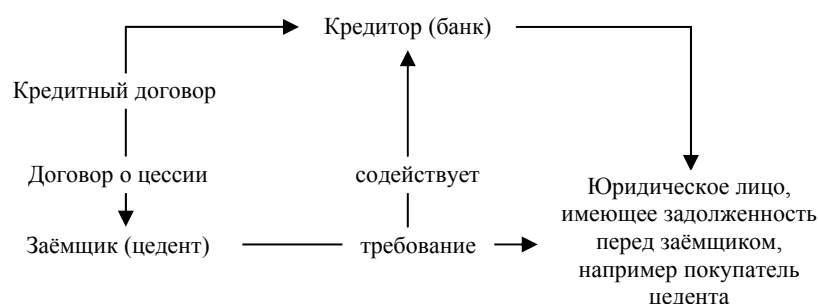 Кредитор (банк)
Кредитный договор
Договор о цессии
содействует
Заёмщик (цедент)
требование
Юридическое лицо,
имеющее задолженность
перед заёмщиком,
например покупатель
цедента